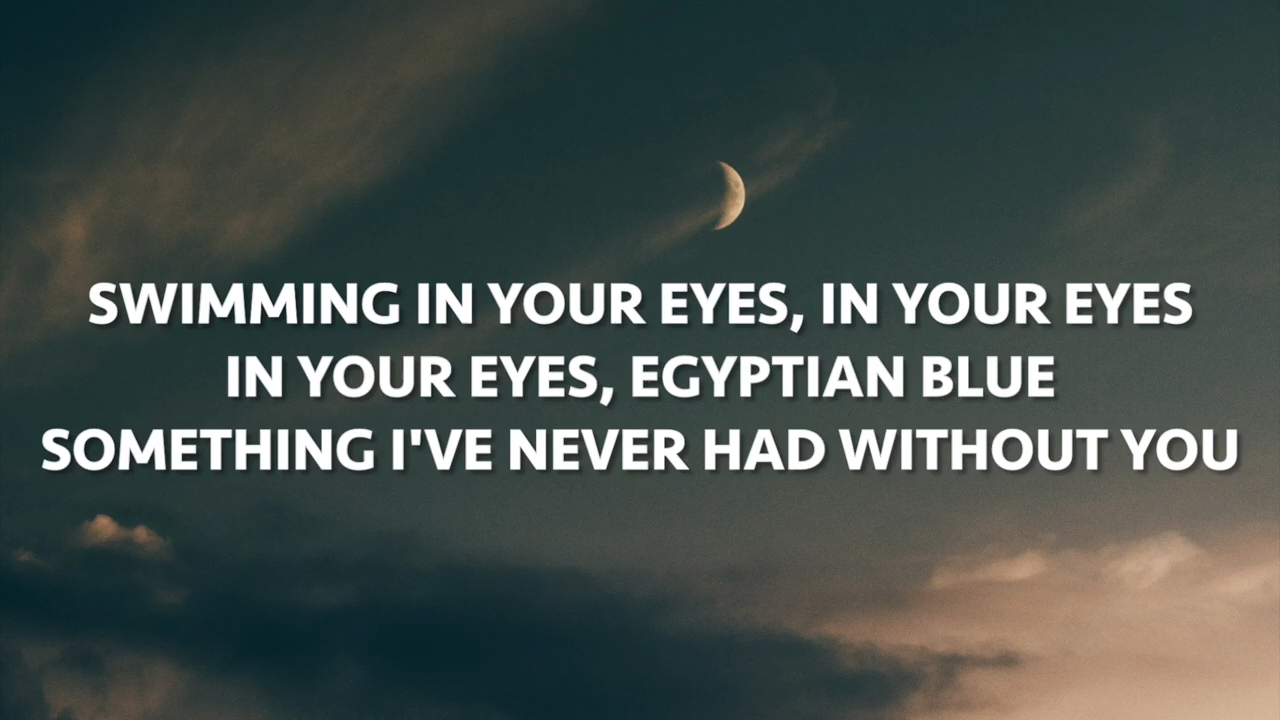 SWIMMING IN YOUR EYES, IN YOUR EYES
IN YOUR EYES, EGYPTIAN BLUE
SOMETHING I'VE NEVER HAD WITHOUT YOU